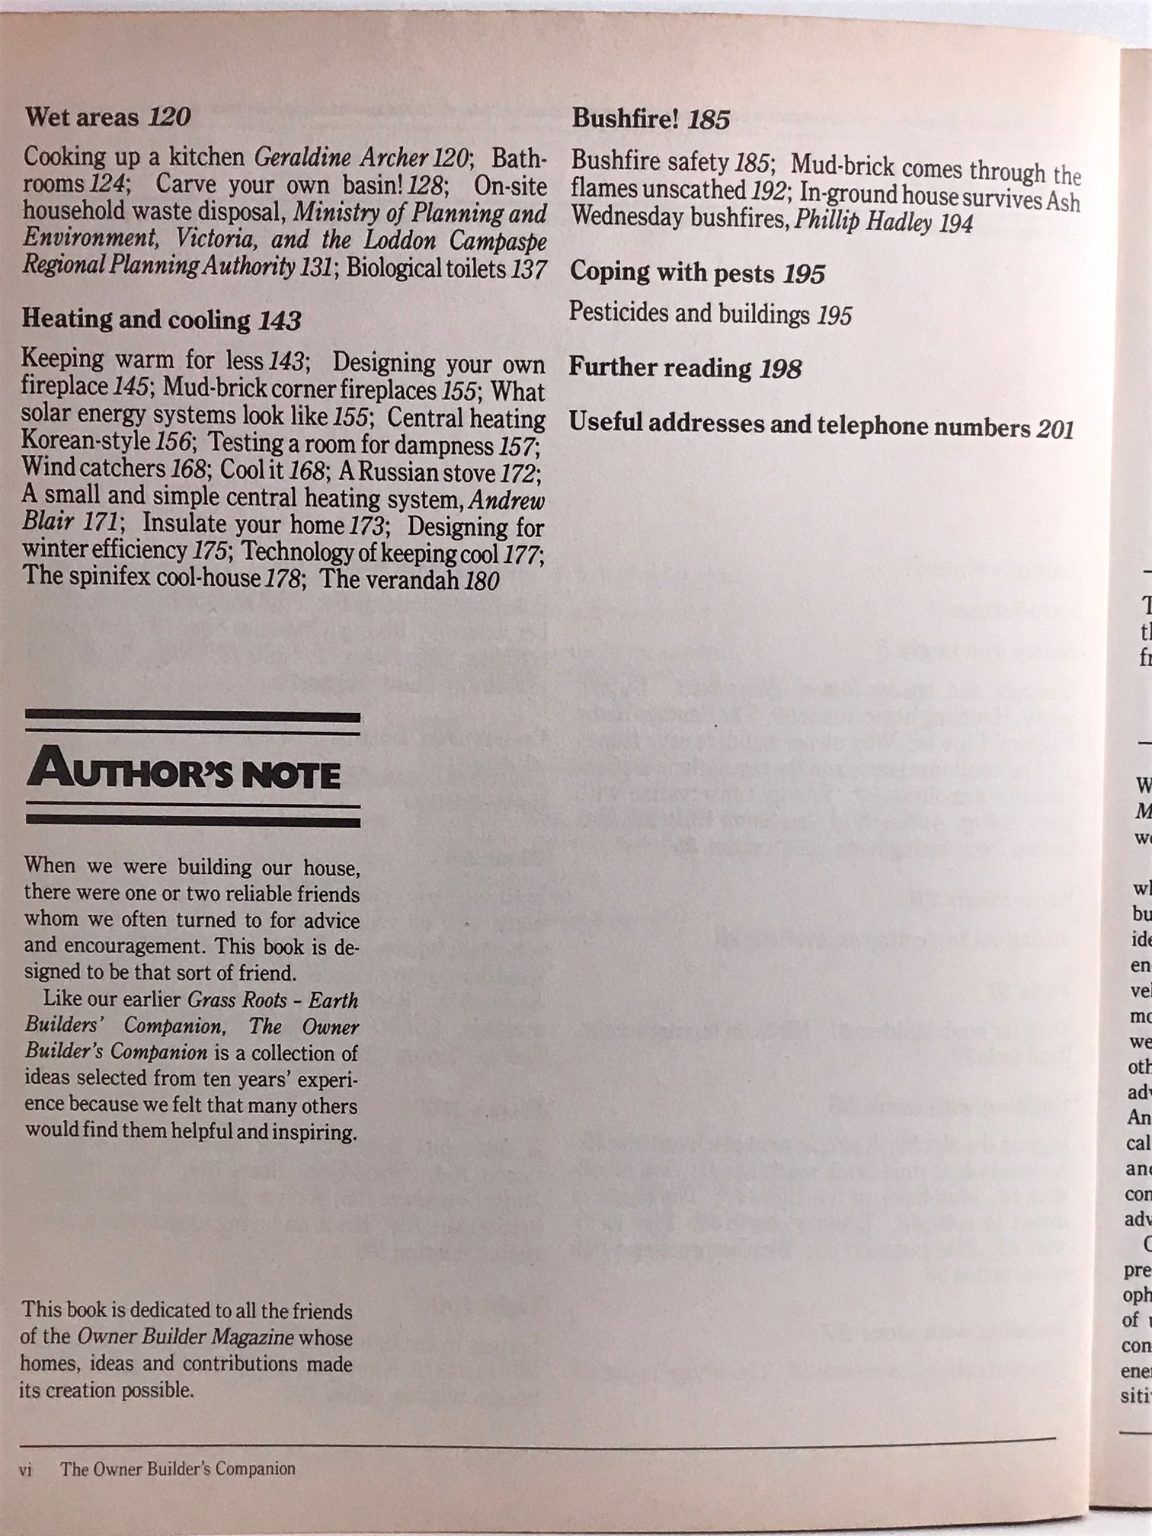 Wet areas 120
Cooking up a kitchen Geraldine Archer 120; Bath-
rooms 124; Carve your own basin! 128; On-site
household waste disposal, Ministry of Planning and
Environment, Victoria, and the Loddon Campaspe
Regional Planning Authority 131; Biological toilets 137
Heating and cooling 143
Keeping warm for less 143; Designing your own
fireplace 145; Mud-brick corner fireplaces 155; What
solar energy systems look like 155; Central heating
Korean-style 156; Testing a room for dampness 157;
Wind catchers 168; Cool it 168; A Russian stove 172;
A small and simple central heating system, Andrew
Blair 171; Insulate your home 173; Designing for
winter efficiency 175; Technology of keeping cool 177;
The spinifex cool-house 178; The verandah 180
Bushfire! 185
Bushfire safety 185; Mud-brick comes through the
flames unscathed 192; In-ground house survives Ash
Wednesday bushfires, Phillip Hadley 194
Coping with pests 195
Pesticides and buildings 195
Further reading 198
Useful addresses and telephone numbers 201
AUTHOR'S NOTE
When we were building our house,
there were one or two reliable friends
whom we often turned to for advice
and encouragement. This book is de-
signed to be that sort of friend.
Like our earlier Grass Roots – Earth
Builders' Companion, The Owner
Builder's Companion is a collection of
ideas selected from ten years' experi-
ence because we felt that many others
would find them helpful and inspiring.
This book is dedicated to all the friends
of the Owner Builder Magazine whose
homes, ideas and contributions made
its creation possible.
vi The Owner Builder's Companion